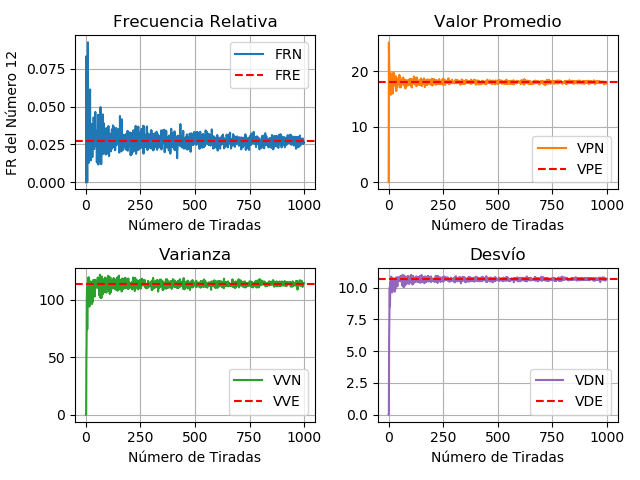 Frecuencia Relativa
FR del Número 12
0.075
0.050
0.025
0.000
FRN
FRE
0
250
500
750
1000
Número de Tiradas
Valor Promedio
20
10
0
VPN
VPE
0
250
500
750
1000
Número de Tiradas
Varianza
100
50
0
VVN
VVE
0
250
500
750
1000
Número de Tiradas
Desvío
10.0
7.5
5.0
2.5
0.0
VDN
VDE
0
250
500
750
1000
Número de Tiradas